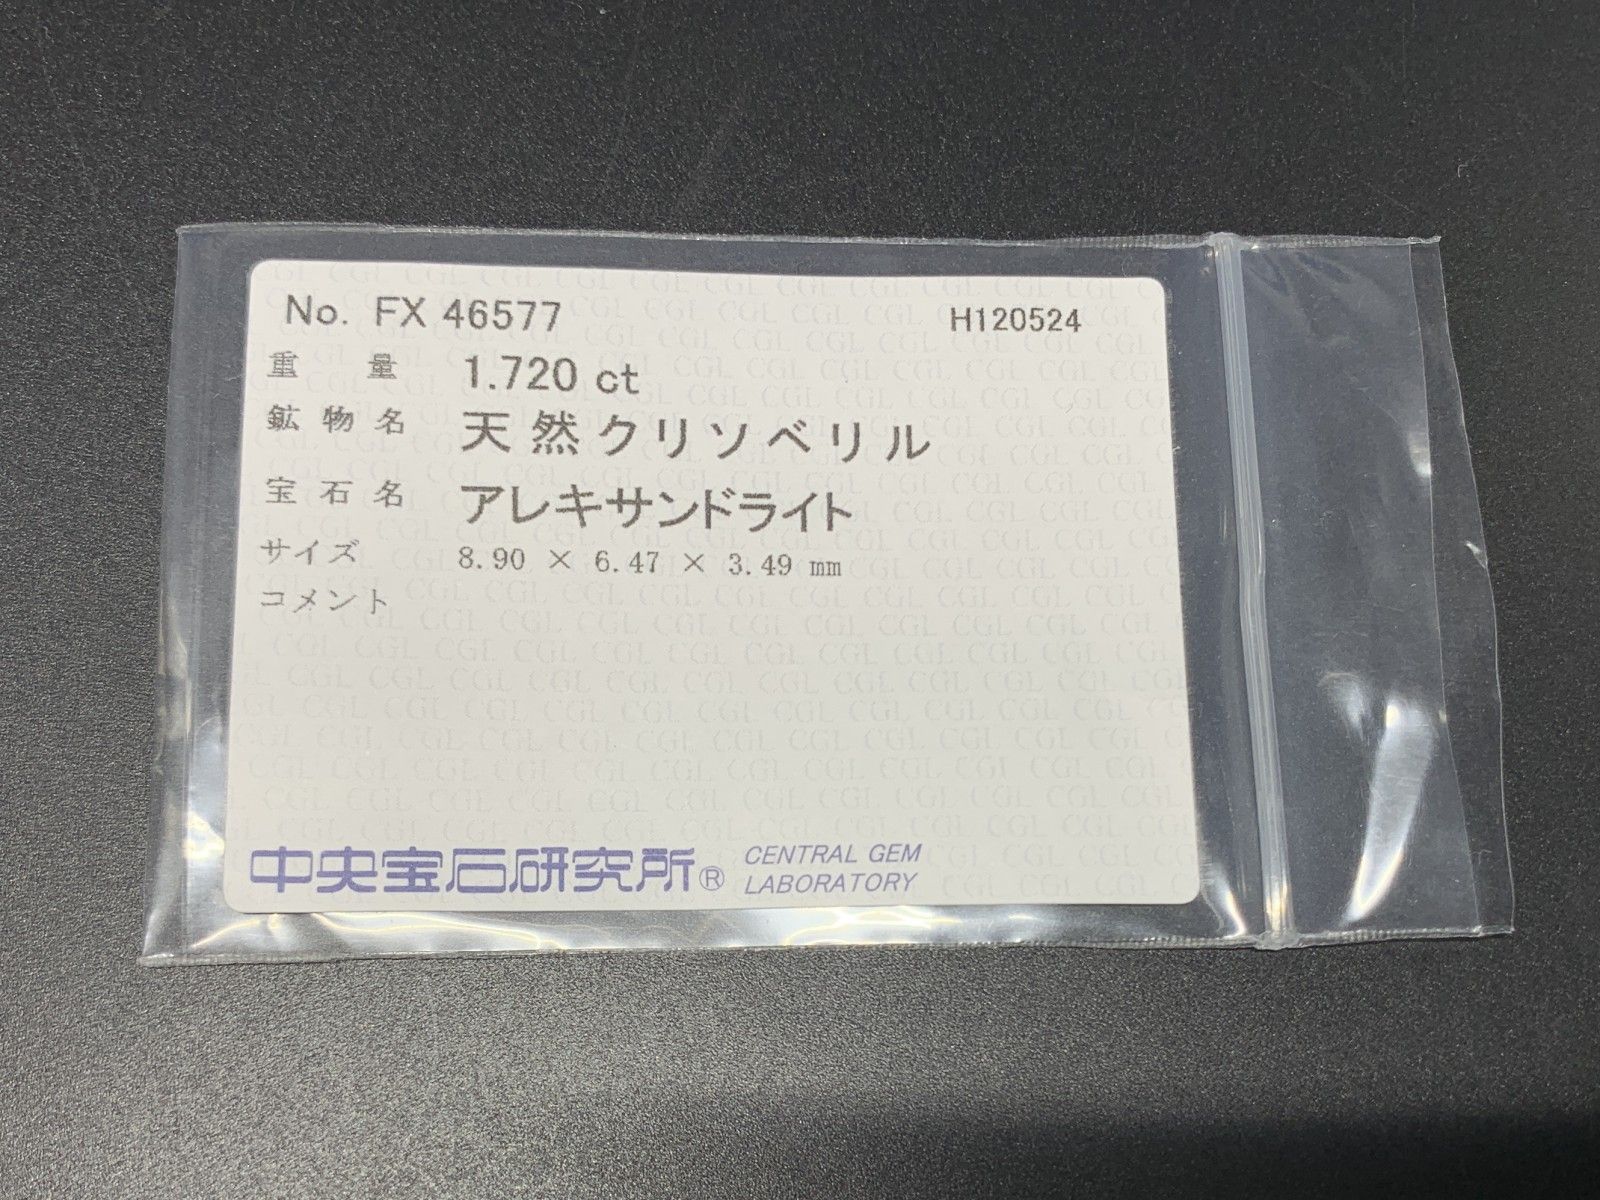 No. FX 46577 H120524
重量 1.720 ct
鉱物名 天然クリソベリル
宝石名 アレキサンドライト
サイズ 8.90 × 6.47 × 3.49 mm
コメント
中央宝石研究所® CENTRAL GEM
LABORATORY